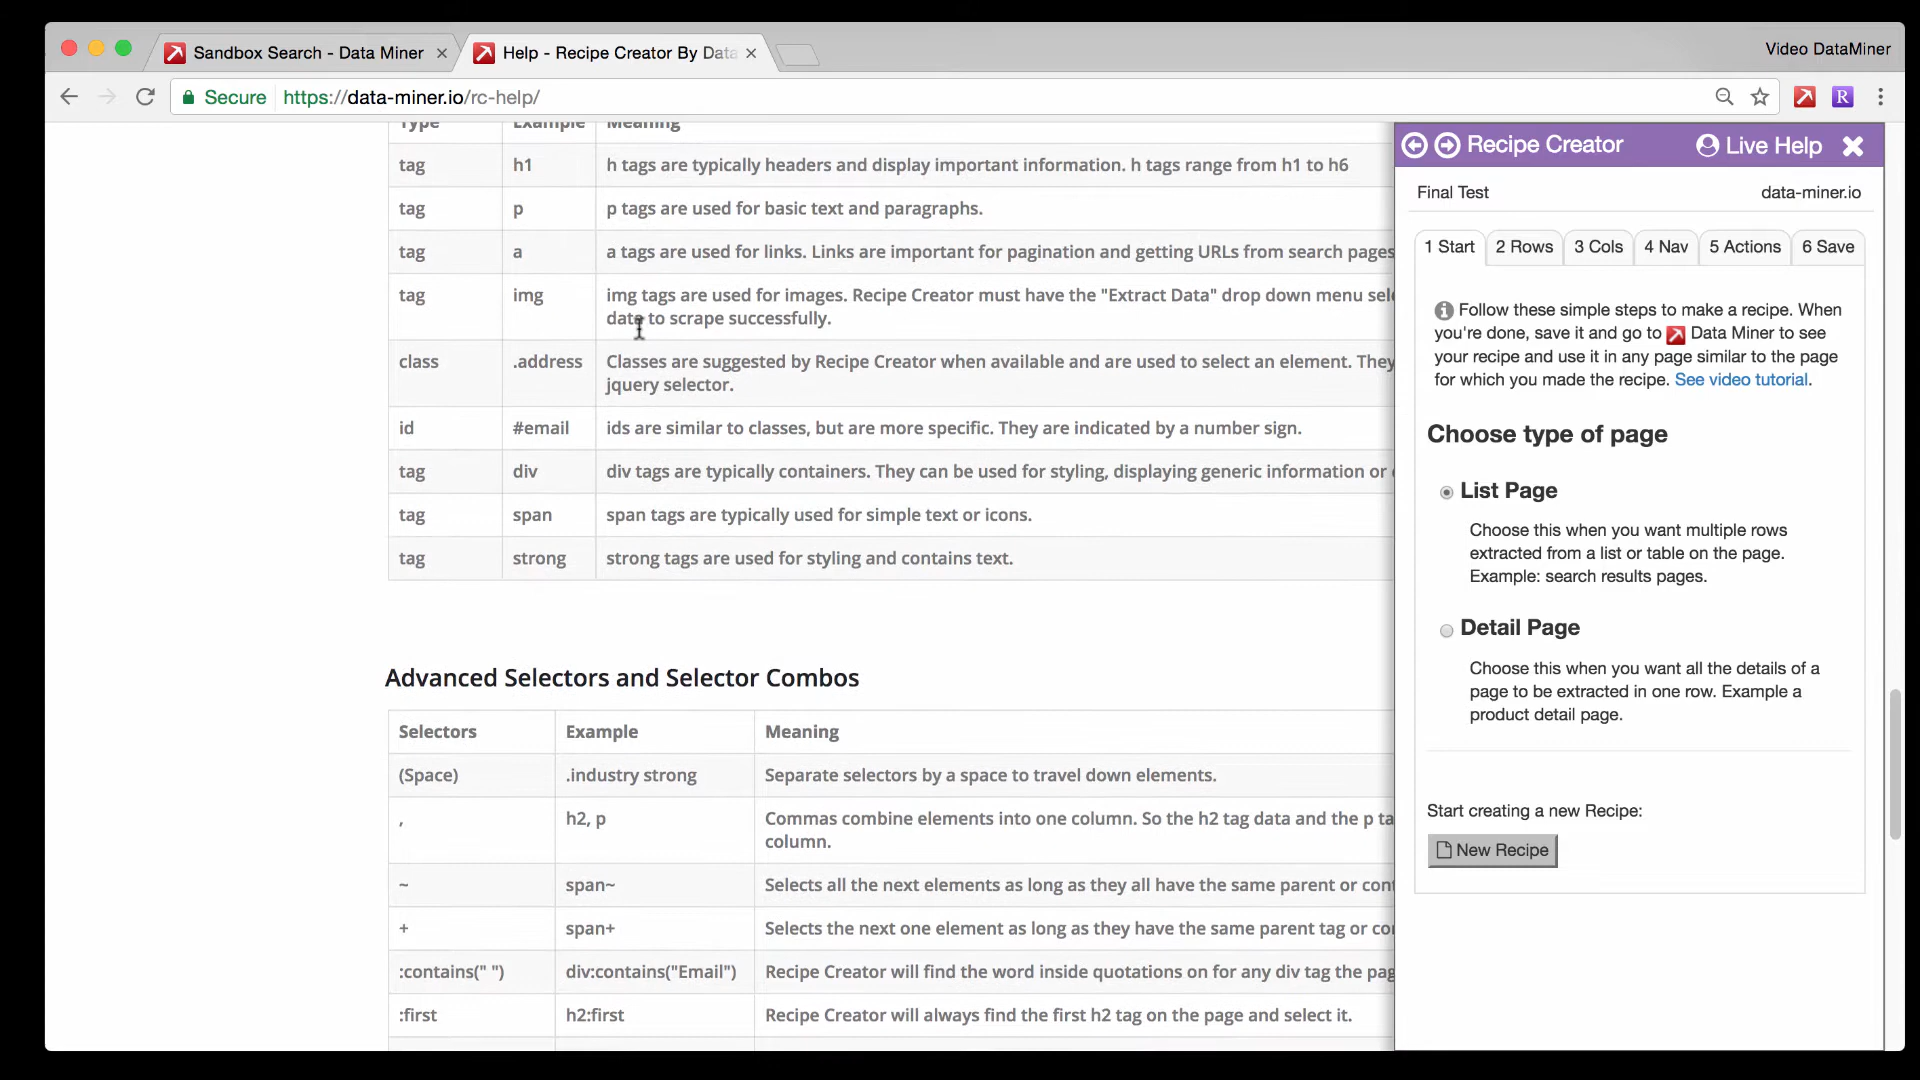 Sandbox Search - Data Miner
Help - Recipe Creator By Data
Video DataMiner
Secure https://data-miner.io/rc-help/
R
Type Example Meaning
tag h1 h tags are typically headers and display important information. h tags range from h1 to h6
tag p p tags are used for basic text and paragraphs.
tag a a tags are used for links. Links are important for pagination and getting URLs from search pages
tag img img tags are used for images. Recipe Creator must have the "Extract Data" drop down menu sele
data to scrape successfully.
class .address Classes are suggested by Recipe Creator when available and are used to select an element. They
jquery selector.
id #email ids are similar to classes, but are more specific. They are indicated by a number sign.
tag div div tags are typically containers. They can be used for styling, displaying generic information or
tag span span tags are typically used for simple text or icons.
tag strong strong tags are used for styling and contains text.
Advanced Selectors and Selector Combos
Selectors Example Meaning
(Space) .industry strong Separate selectors by a space to travel down elements.
, h2, p Commas combine elements into one column. So the h2 tag data and the p ta
column.
~ span~ Selects all the next elements as long as they all have the same parent or con
+ span+ Selects the next one element as long as they have the same parent tag or con
:contains(" ") div:contains("Email") Recipe Creator will find the word inside quotations on for any div tag the pag
:first h2:first Recipe Creator will always find the first h2 tag on the page and select it.
Recipe Creator Live Help
Final Test data-miner.io
1 Start 2 Rows 3 Cols 4 Nav 5 Actions 6 Save
Follow these simple steps to make a recipe. When
you're done, save it and go to Data Miner to see
your recipe and use it in any page similar to the page
for which you made the recipe. See video tutorial.
Choose type of page
List Page
Choose this when you want multiple rows
extracted from a list or table on the page.
Example: search results pages.
Detail Page
Choose this when you want all the details of a
page to be extracted in one row. Example a
product detail page.
Start creating a new Recipe:
New Recipe